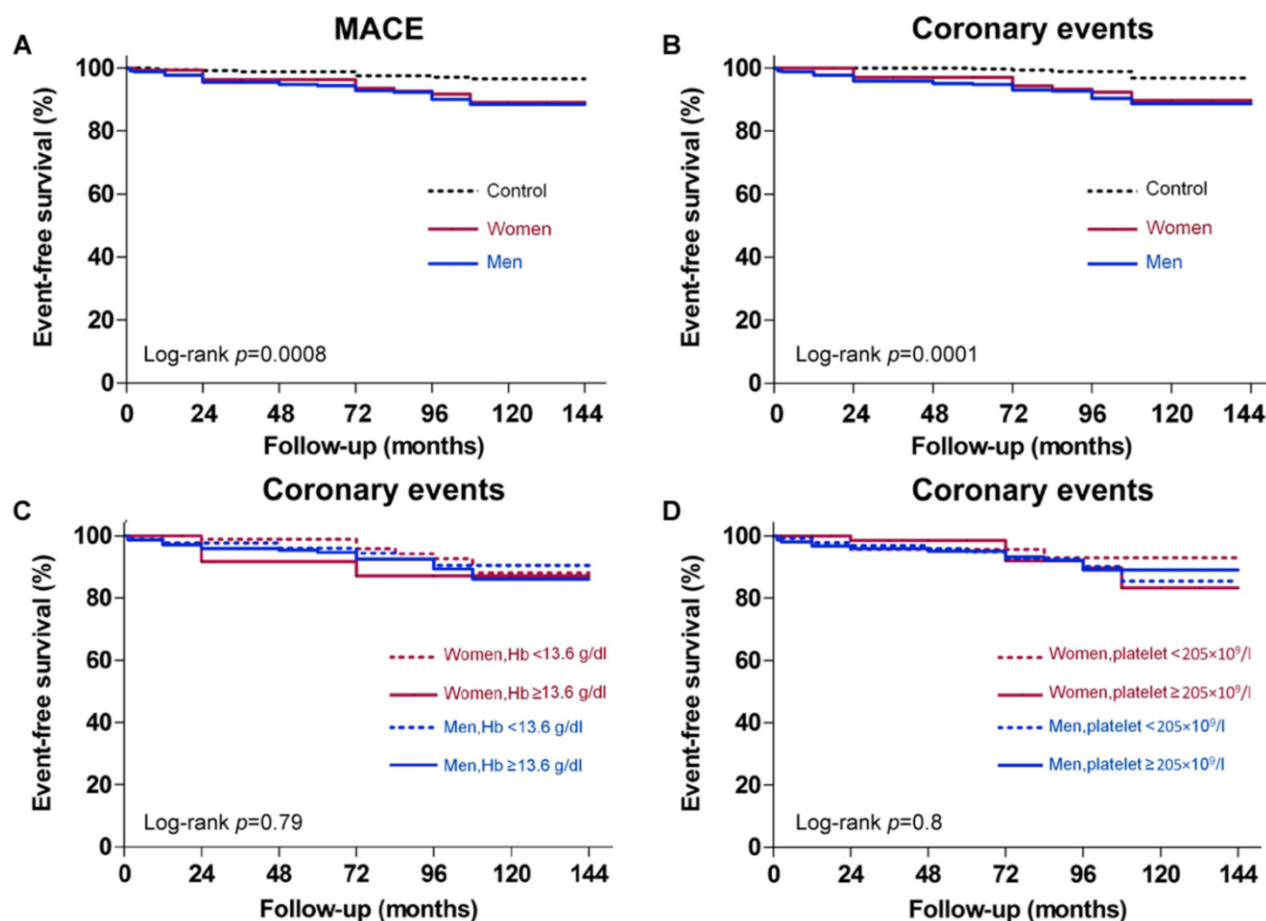 A
MACE
Event-free survival (%)
100
80
60
40
20
0
Control
Women
Men
Log-rank p=0.0008
0 24 48 72 96 120 144
Follow-up (months)
B
Coronary events
Event-free survival (%)
100
80
60
40
20
0
Control
Women
Men
Log-rank p=0.0001
0 24 48 72 96 120 144
Follow-up (months)
C
Coronary events
Event-free survival (%)
100
80
60
40
20
0
Women,Hb <13.6 g/dl
Women,Hb ≥13.6 g/dl
Men,Hb <13.6 g/dl
Men,Hb ≥13.6 g/dl
Log-rank p=0.79
0 24 48 72 96 120 144
Follow-up (months)
D
Coronary events
Event-free survival (%)
100
80
60
40
20
0
Women,platelet <205×10⁹/l
Women,platelet ≥205×10⁹/l
Men,platelet <205×10⁹/l
Men,platelet ≥205×10⁹/l
Log-rank p=0.8
0 24 48 72 96 120 144
Follow-up (months)